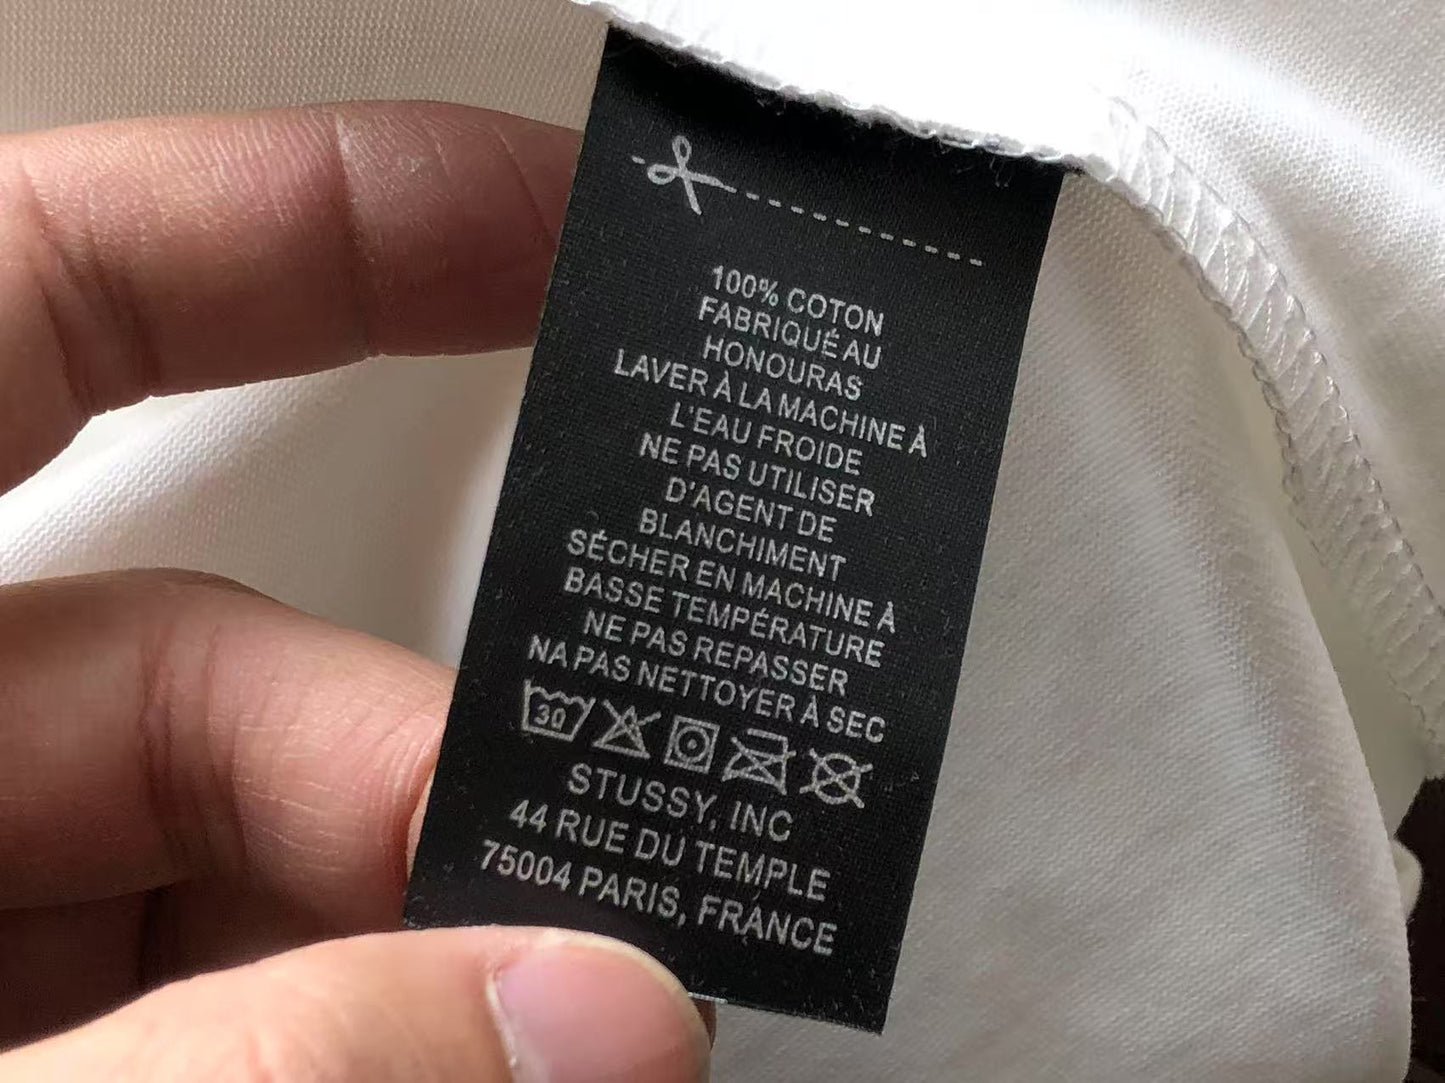 100% COTON
FABRIQUÉ AU
HONOURAS
LAVER À LA MACHINE À
L'EAU FROIDE
NE PAS UTILISER
D'AGENT DE
BLANCHIMENT
SÉCHER EN MACHINE À
BASSE TEMPÉRATURE
NE PAS REPASSER
NA PAS NETTOYER À SEC
30
STUSSY, INC
44 RUE DU TEMPLE
75004 PARIS, FRANCE